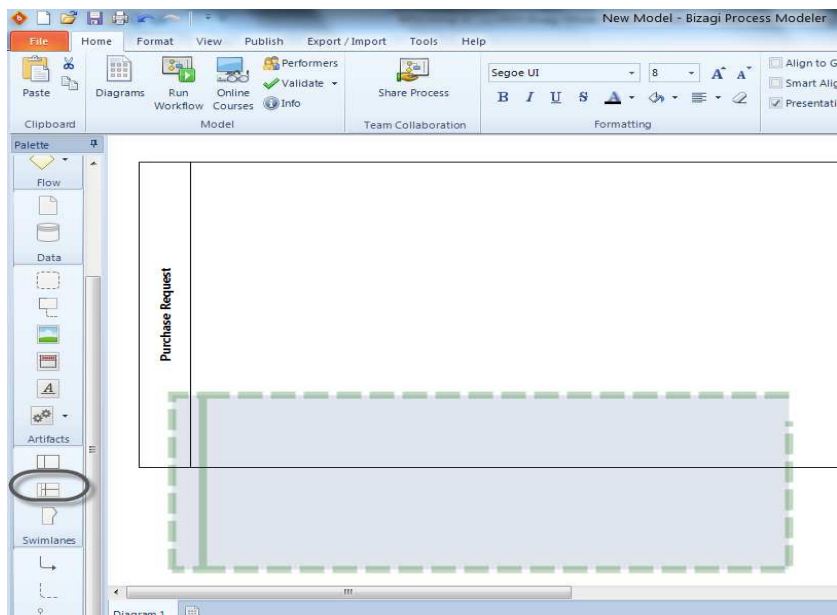 New Model - Bizagi Process Modeler
File Home Format View Publish Export / Import Tools Help
Paste
Diagrams
Run Workflow
Online Courses
Performers
Validate
Info
Share Process
Segoe UI 8 A A
B I U S A
Align to G
Smart Alig
Presentati
Clipboard Model Team Collaboration Formatting
Palette
Flow
Data
A
Artifacts
Swimlanes
Purchase Request
Diagram 1